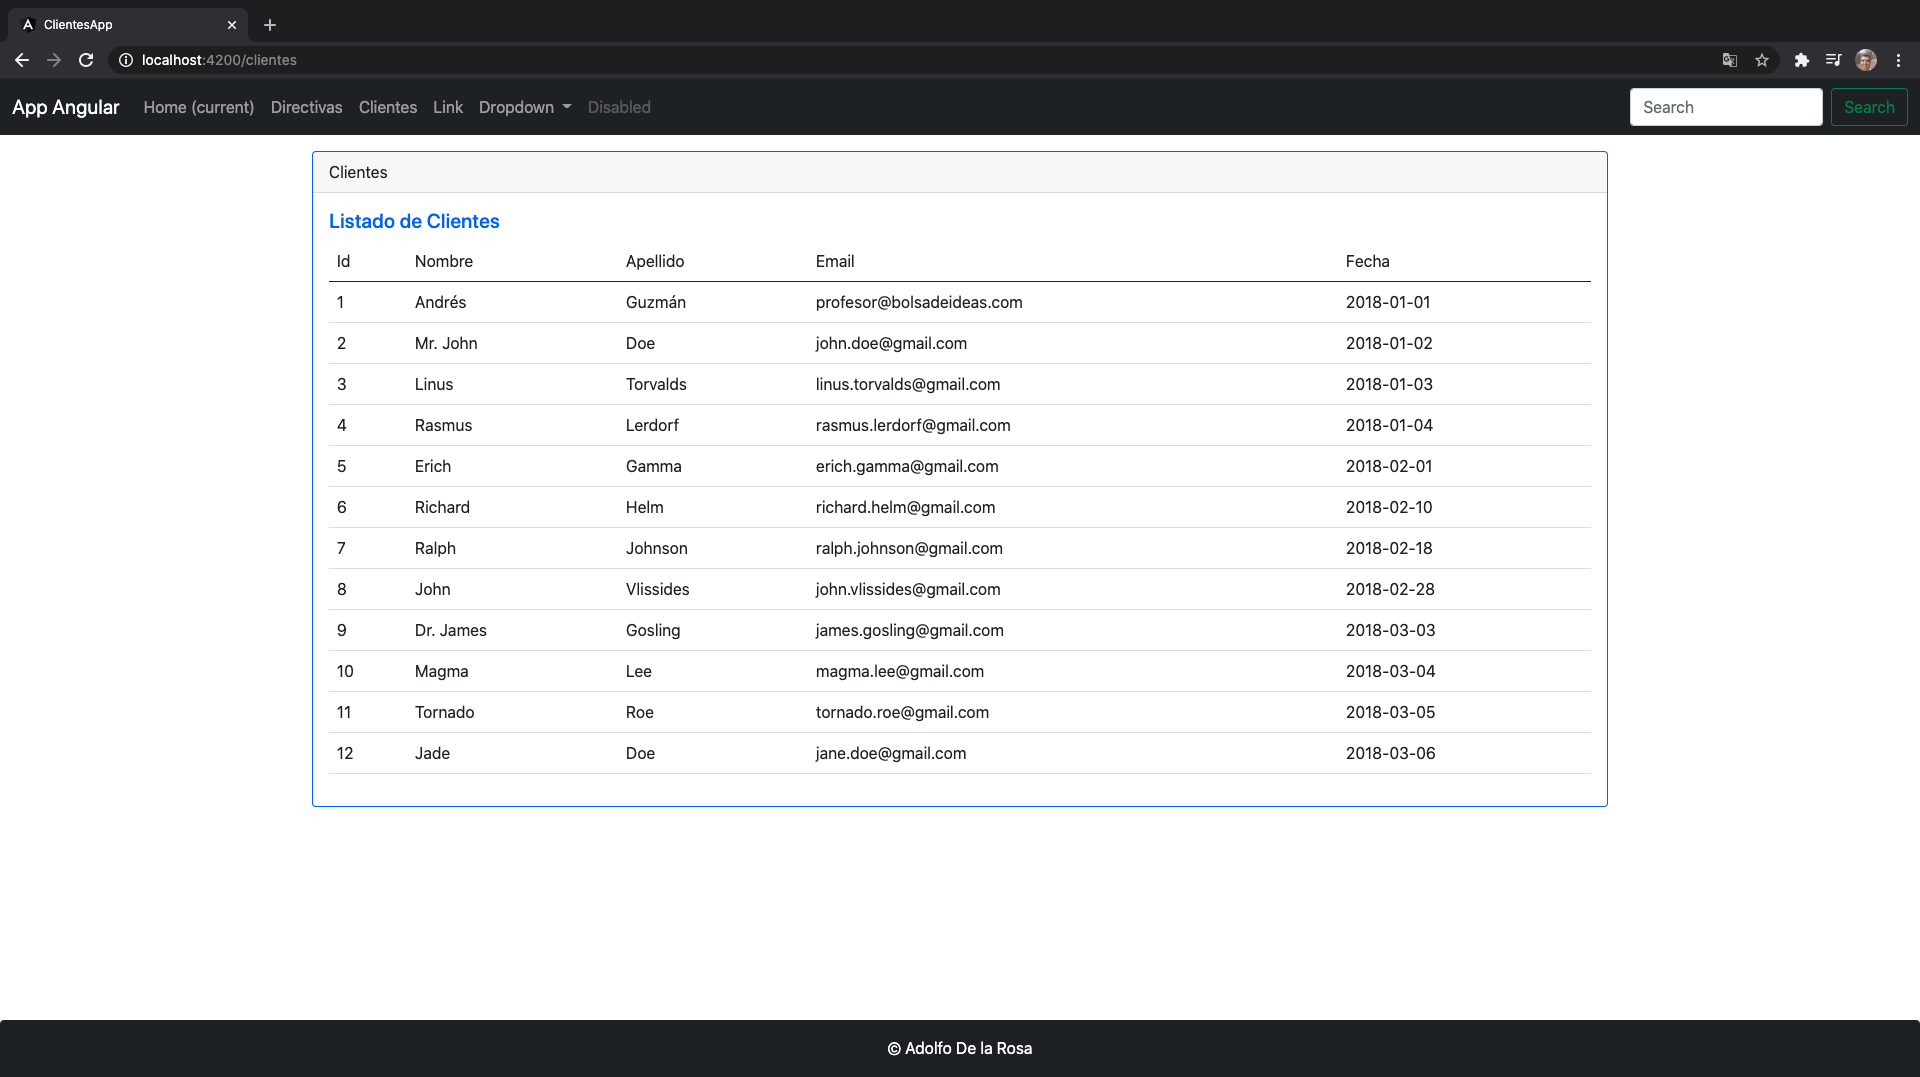 ClientesApp
localhost:4200/clientes
App Angular Home (current) Directivas Clientes Link Dropdown Disabled Search Search
Clientes
Listado de Clientes
Id Nombre Apellido Email Fecha
1 Andrés Guzmán profesor@bolsadeideas.com 2018-01-01
2 Mr. John Doe john.doe@gmail.com 2018-01-02
3 Linus Torvalds linus.torvalds@gmail.com 2018-01-03
4 Rasmus Lerdorf rasmus.lerdorf@gmail.com 2018-01-04
5 Erich Gamma erich.gamma@gmail.com 2018-02-01
6 Richard Helm richard.helm@gmail.com 2018-02-10
7 Ralph Johnson ralph.johnson@gmail.com 2018-02-18
8 John Vlissides john.vlissides@gmail.com 2018-02-28
9 Dr. James Gosling james.gosling@gmail.com 2018-03-03
10 Magma Lee magma.lee@gmail.com 2018-03-04
11 Tornado Roe tornado.roe@gmail.com 2018-03-05
12 Jade Doe jane.doe@gmail.com 2018-03-06
© Adolfo De la Rosa